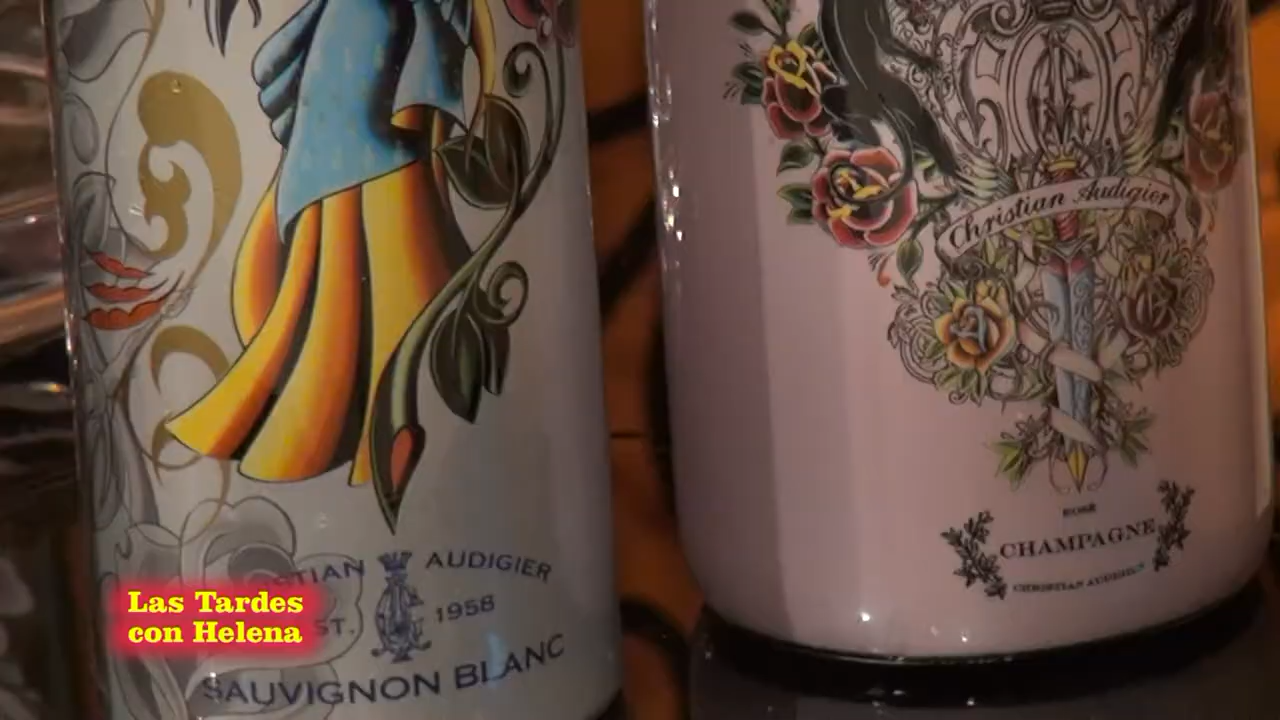 Christian Audigier
ROSÉ
CHAMPAGNE
CHRISTIAN AUDIGIER
AUDIGIER
1958
SAUVIGNON BLANC
Las Tardes
con Helena